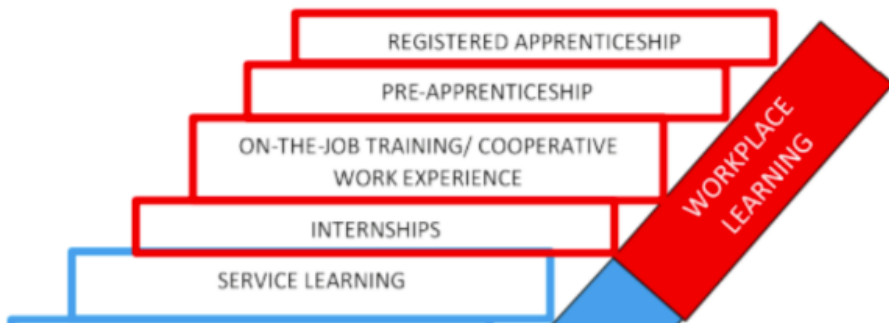 REGISTERED APPRENTICESHIP
PRE-APPRENTICESHIP
ON-THE-JOB TRAINING/ COOPERATIVE
WORK EXPERIENCE
INTERNSHIPS
SERVICE LEARNING
WORKPLACE
LEARNING